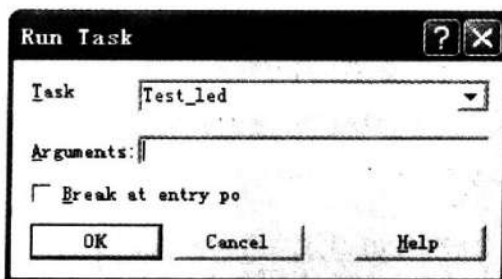 Run Task
Task Test_led
Arguments:
Break at entry po
OK Cancel Help